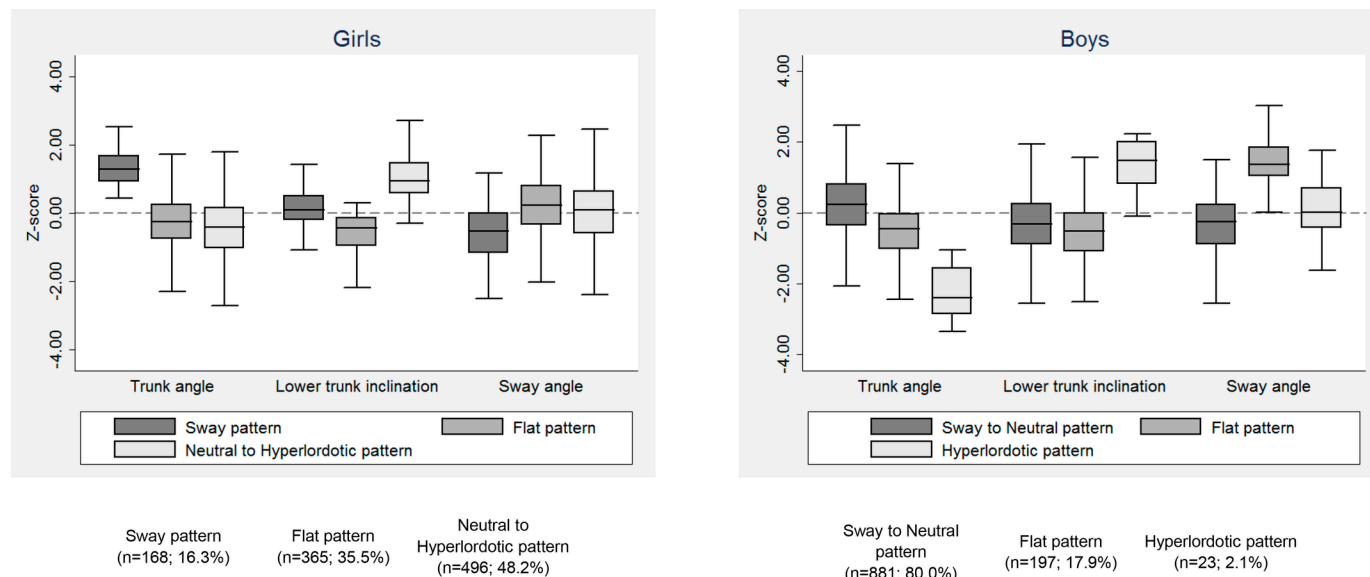 Girls
4.00
2.00
0.00
-2.00
-4.00
Z-score
Trunk angle Lower trunk inclination Sway angle
Sway pattern Flat pattern
Neutral to Hyperlordotic pattern
Sway pattern
(n=168; 16.3%)
Flat pattern
(n=365; 35.5%)
Neutral to
Hyperlordotic pattern
(n=496; 48.2%)
Boys
4.00
2.00
0.00
-2.00
-4.00
Z-score
Trunk angle Lower trunk inclination Sway angle
Sway to Neutral pattern Flat pattern
Hyperlordotic pattern
Sway to Neutral
pattern
(n=881; 80.0%)
Flat pattern
(n=197; 17.9%)
Hyperlordotic pattern
(n=23; 2.1%)